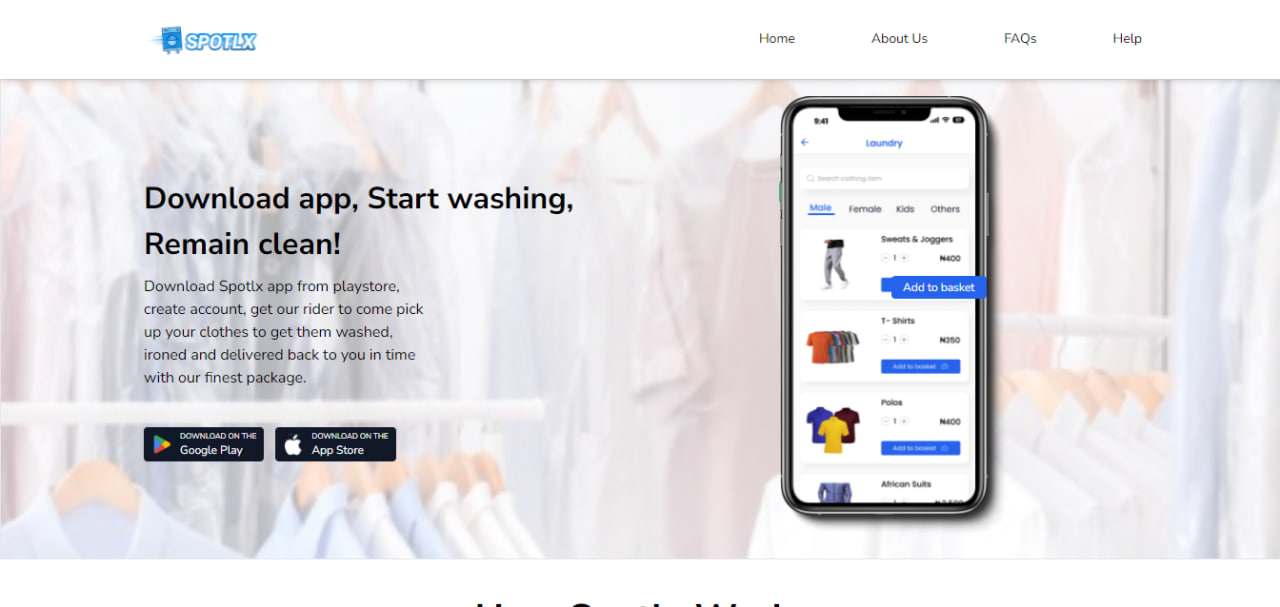 SPOTLX
Home
About Us
FAQs
Help
Download app, Start washing,
Remain clean!
Download Spotlx app from playstore,
create account, get our rider to come pick
up your clothes to get them washed,
ironed and delivered back to you in time
with our finest package.
DOWNLOAD ON THE
Google Play
DOWNLOAD ON THE
App Store
9:41
Laundry
Search clothing item
Male
Female
Kids
Others
Sweats & Joggers
- 1 +
₦400
Add to basket
T- Shirts
- 1 +
₦350
Add to basket
Polos
- 1 +
₦400
Add to basket
African Suits